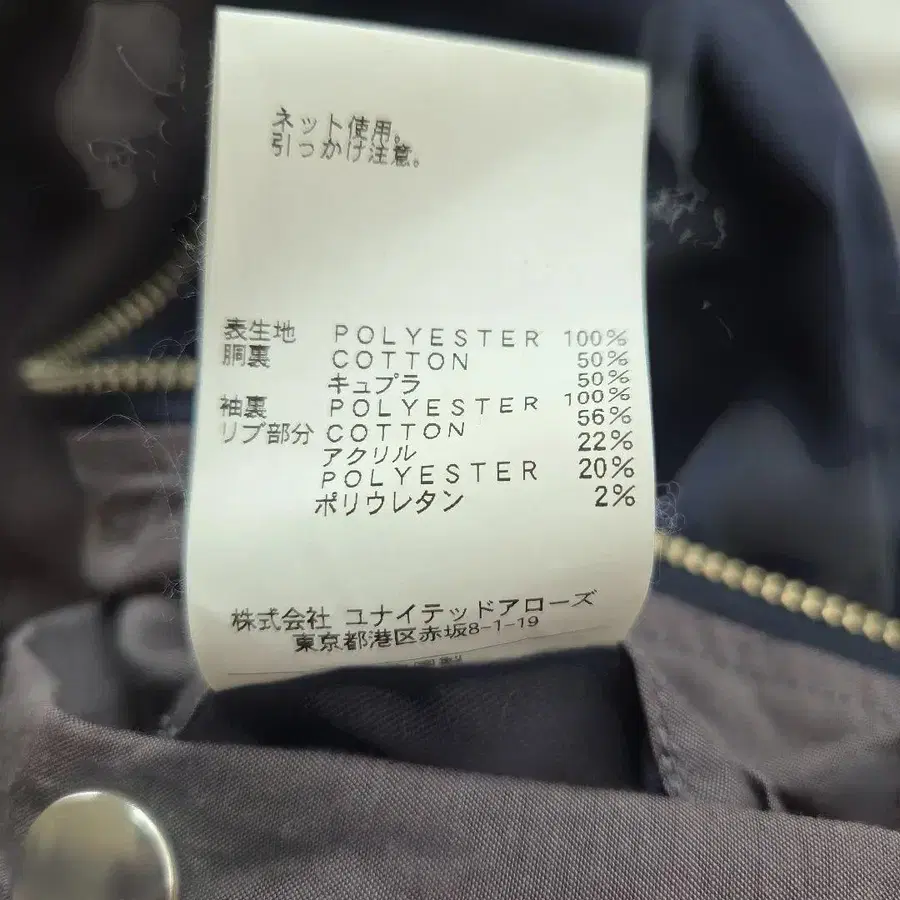 ネット使用。
引っかけ注意。
表生地 POLYESTER 100%
胴裏 COTTON 50%
キュプラ 50%
袖裏 POLYESTER 100%
リブ部分 COTTON 56%
アクリル 22%
POLYESTER 20%
ポリウレタン 2%
株式会社 ユナイテッドアローズ
東京都港区赤坂8-1-19